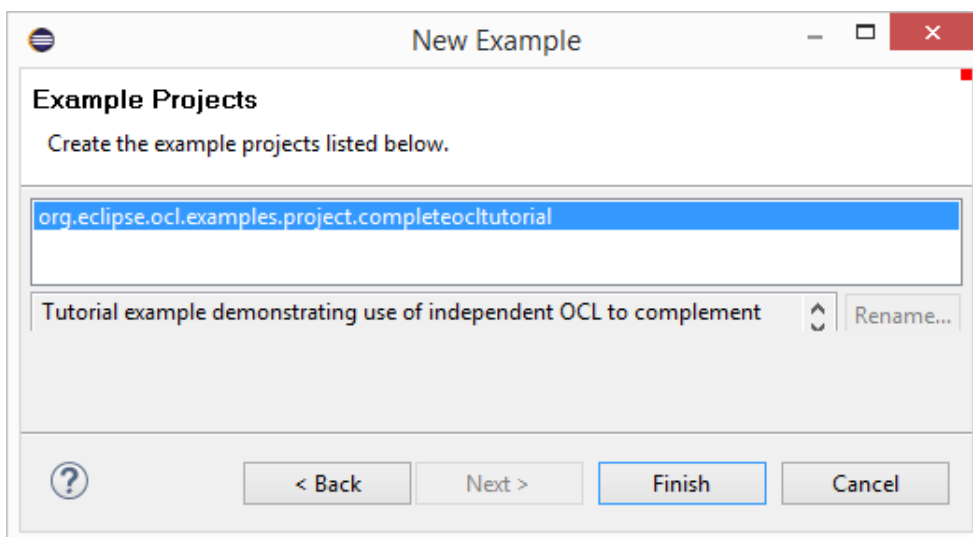 New Example
Example Projects
Create the example projects listed below.
org.eclipse.ocl.examples.project.completeocltutorial
Tutorial example demonstrating use of independent OCL to complement
Rename...
< Back
Next >
Finish
Cancel